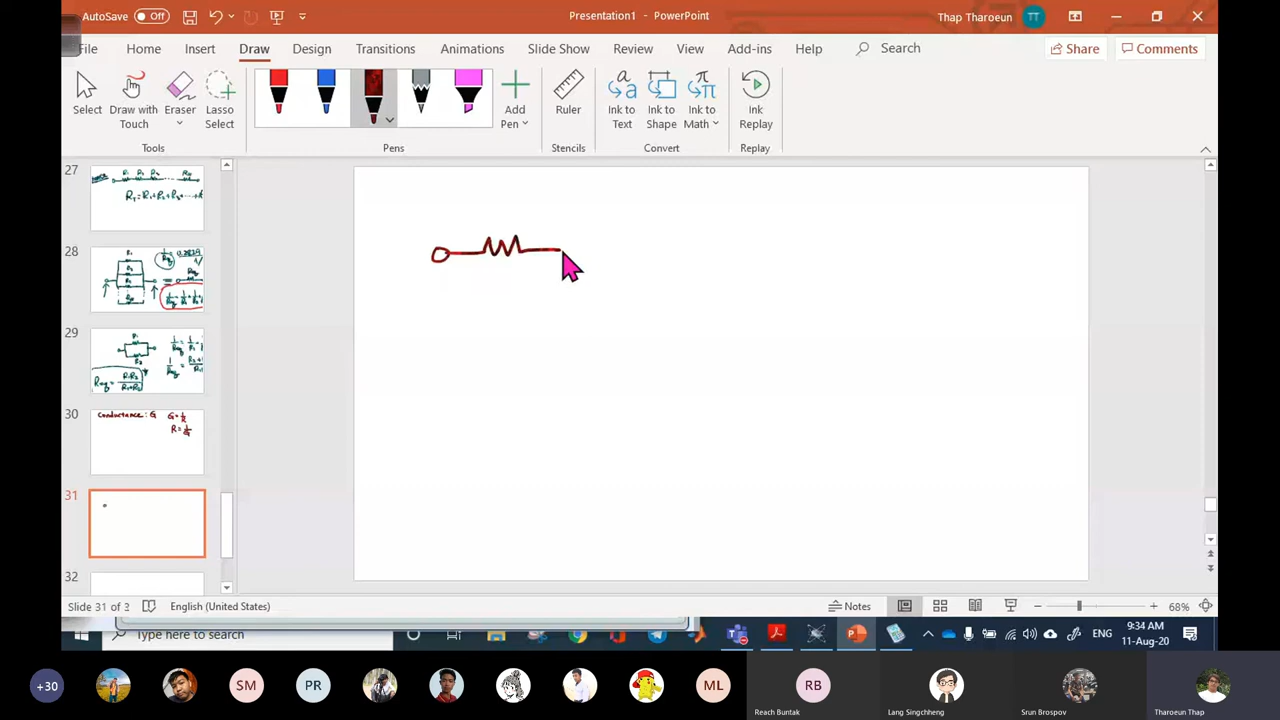 AutoSave Off Presentation1 - PowerPoint Thap Tharoeun TT
File Home Insert Draw Design Transitions Animations Slide Show Review View Add-ins Help Search Share Comments
Select Draw with Touch Eraser Lasso Select Add Pen Ruler Ink to Text Ink to Shape Ink to Math Ink Replay
Tools Pens Stencils Convert Replay
27
28
29
30
Conductance: G G=1/R
R=1/G
31
32
Slide 31 of 3 English (United States) Notes 68%
Type here to search ENG 9:34 AM
11-Aug-20
+30 SM PR ML RB
Reach Buntak Lang Singchheng Srun Brospov Tharoeun Thap